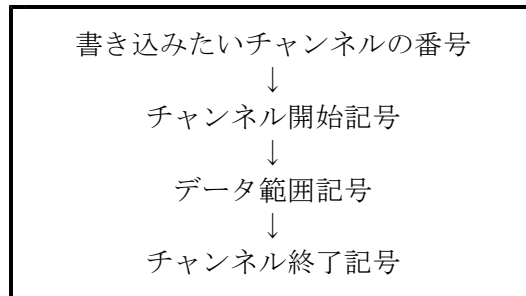 書き込みたいチャンネルの番号
↓
チャンネル開始記号
↓
データ範囲記号
↓
チャンネル終了記号